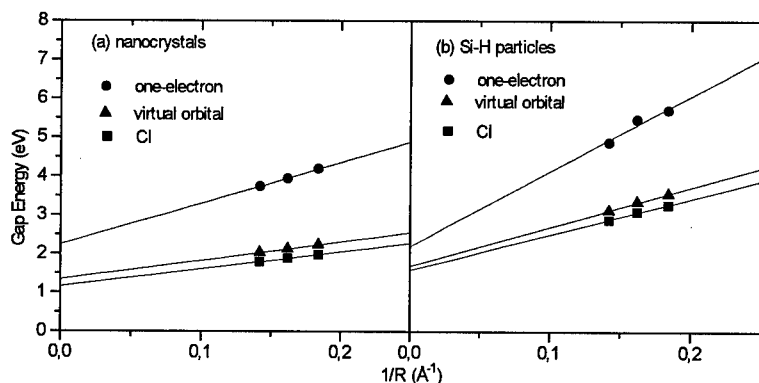 8
7
6
5
4
3
2
1
0
Gap Energy (eV)
(a) nanocrystals
one-electron
virtual orbital
CI
(b) Si-H particles
one-electron
virtual orbital
CI
0,0
0,1
0,2
0,0
0,1
0,2
1/R (Å⁻¹)